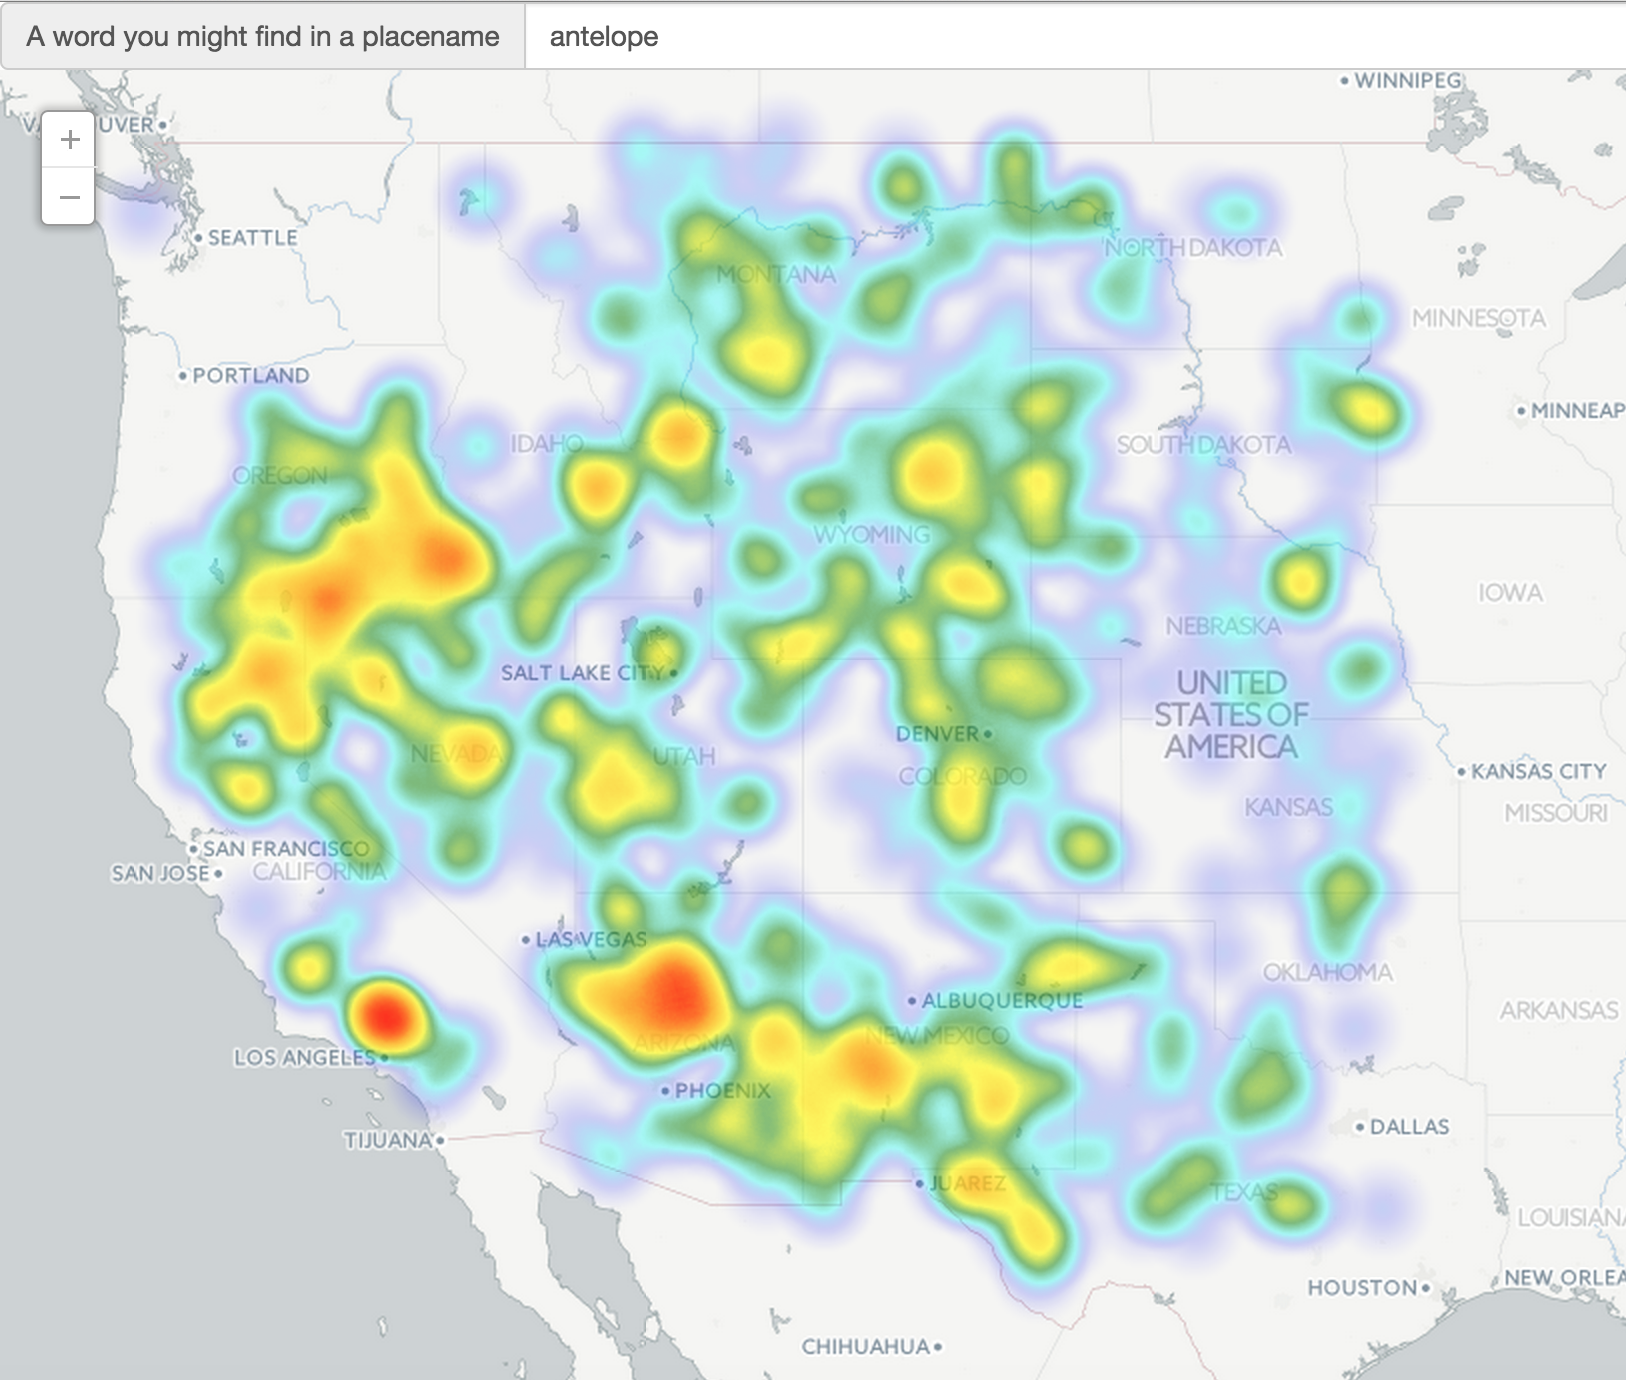 A word you might find in a placename
antelope
WINNIPEG
UVER
+
−
SEATTLE
NORTH DAKOTA
MONTANA
MINNESOTA
PORTLAND
MINNEAP
IDAHO
SOUTH DAKOTA
OREGON
WYOMING
IOWA
NEBRASKA
SALT LAKE CITY
UNITED
STATES OF
AMERICA
DENVER
NEVADA
UTAH
KANSAS CITY
COLORADO
KANSAS
MISSOURI
SAN FRANCISCO
SAN JOSE
CALIFORNIA
LAS VEGAS
OKLAHOMA
ALBUQUERQUE
ARKANSAS
NEW MEXICO
ARIZONA
LOS ANGELES
PHOENIX
DALLAS
TIJUANA
JUAREZ
TEXAS
LOUISIANA
NEW ORLEA
HOUSTON
CHIHUAHUA